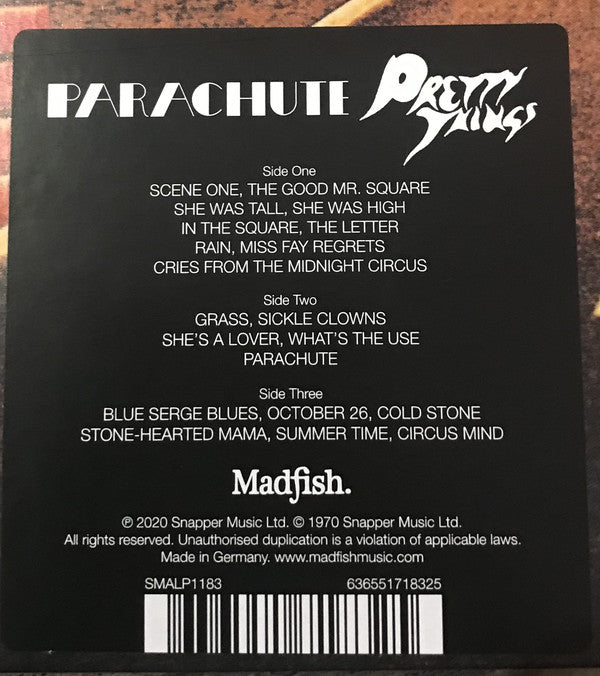 PARACHUTE PRETTY THINGS
Side One
SCENE ONE, THE GOOD MR. SQUARE
SHE WAS TALL, SHE WAS HIGH
IN THE SQUARE, THE LETTER
RAIN, MISS FAY REGRETS
CRIES FROM THE MIDNIGHT CIRCUS
Side Two
GRASS, SICKLE CLOWNS
SHE'S A LOVER, WHAT'S THE USE
PARACHUTE
Side Three
BLUE SERGE BLUES, OCTOBER 26, COLD STONE
STONE-HEARTED MAMA, SUMMER TIME, CIRCUS MIND
Madfish.
℗ 2020 Snapper Music Ltd. © 1970 Snapper Music Ltd.
All rights reserved. Unauthorised duplication is a violation of applicable laws.
Made in Germany. www.madfishmusic.com
SMALP1183 636551718325